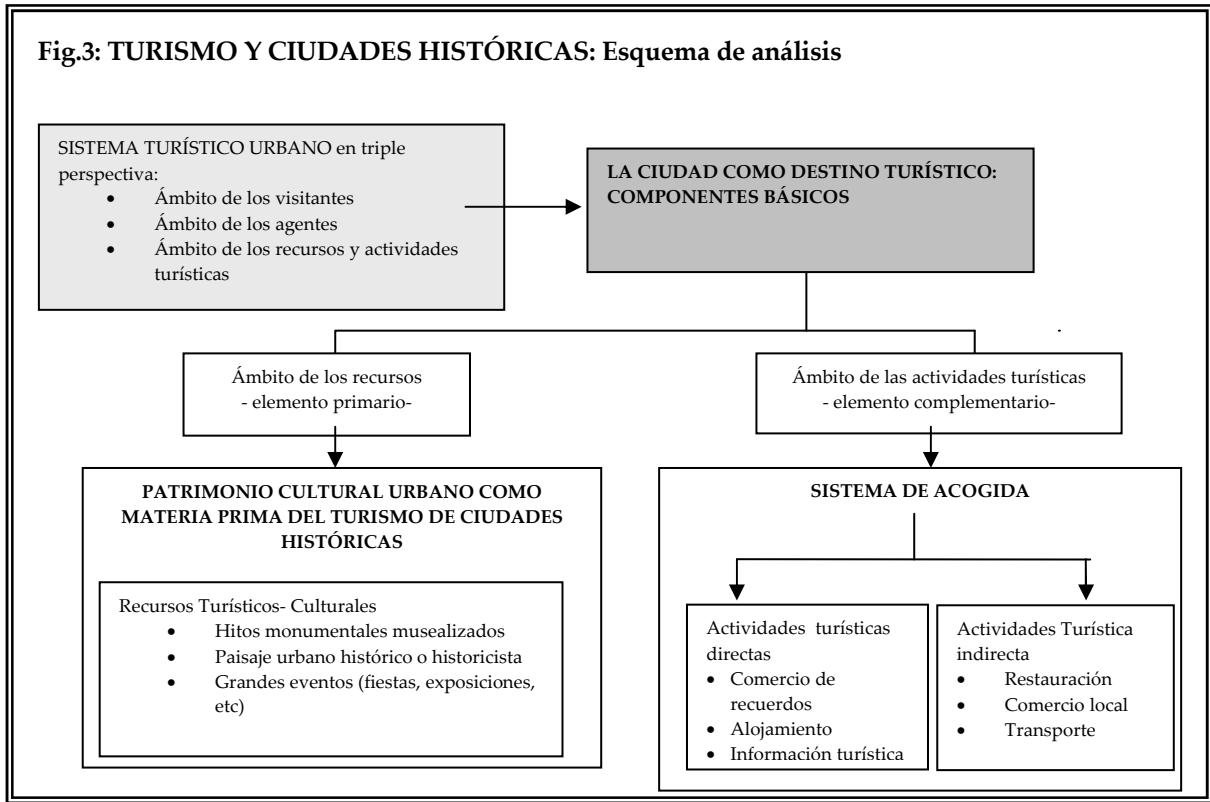 Fig.3: TURISMO Y CIUDADES HISTÓRICAS: Esquema de análisis
SISTEMA TURÍSTICO URBANO en triple
perspectiva:
• Ámbito de los visitantes
• Ámbito de los agentes
• Ámbito de los recursos y actividades
turísticas
LA CIUDAD COMO DESTINO TURÍSTICO:
COMPONENTES BÁSICOS
Ámbito de los recursos
- elemento primario-
Ámbito de las actividades turísticas
- elemento complementario-
PATRIMONIO CULTURAL URBANO COMO
MATERIA PRIMA DEL TURISMO DE CIUDADES
HISTÓRICAS
Recursos Turísticos- Culturales
• Hitos monumentales musealizados
• Paisaje urbano histórico o historicista
• Grandes eventos (fiestas, exposiciones,
etc)
SISTEMA DE ACOGIDA
Actividades turísticas
directas
• Comercio de
recuerdos
• Alojamiento
• Información turística
Actividades Turística
indirecta
• Restauración
• Comercio local
• Transporte